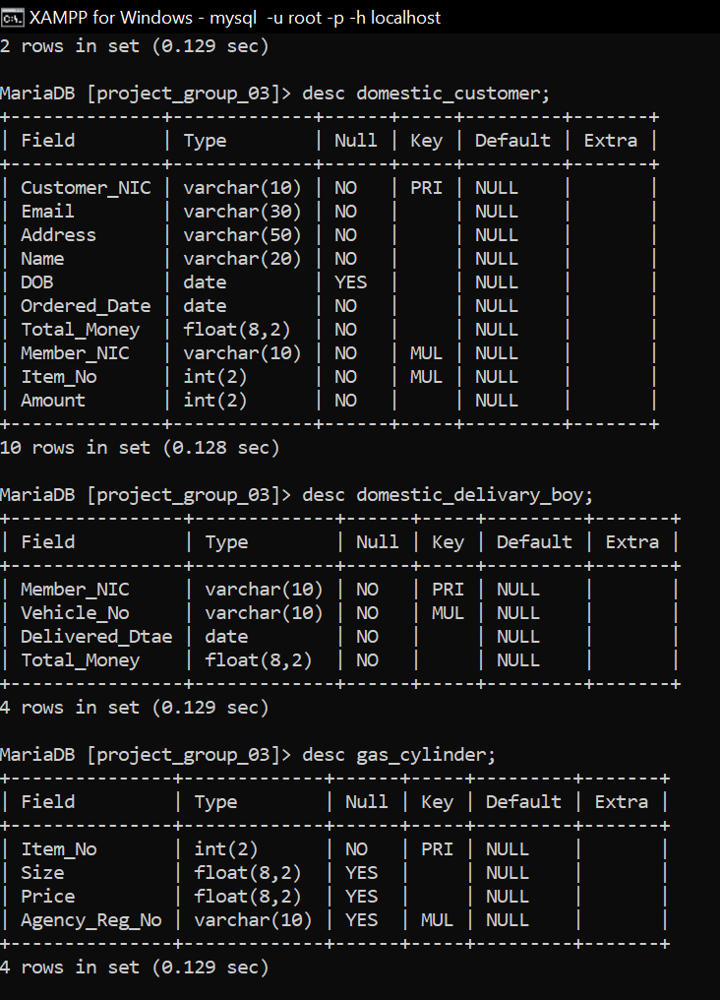 XAMPP for Windows - mysql  -u root -p -h localhost
2 rows in set (0.129 sec)
MariaDB [project_group_03]> desc domestic_customer;
+--------------+-------------+------+-----+---------+-------+
| Field        | Type        | Null | Key | Default | Extra |
+--------------+-------------+------+-----+---------+-------+
| Customer_NIC | varchar(10) | NO   | PRI | NULL    |       |
| Email        | varchar(30) | NO   |     | NULL    |       |
| Address      | varchar(50) | NO   |     | NULL    |       |
| Name         | varchar(20) | NO   |     | NULL    |       |
| DOB          | date        | YES  |     | NULL    |       |
| Ordered_Date | date        | NO   |     | NULL    |       |
| Total_Money  | float(8,2)  | NO   |     | NULL    |       |
| Member_NIC   | varchar(10) | NO   | MUL | NULL    |       |
| Item_No      | int(2)      | NO   | MUL | NULL    |       |
| Amount       | int(2)      | NO   |     | NULL    |       |
+--------------+-------------+------+-----+---------+-------+
10 rows in set (0.128 sec)
MariaDB [project_group_03]> desc domestic_delivary_boy;
+----------------+-------------+------+-----+---------+-------+
| Field          | Type        | Null | Key | Default | Extra |
+----------------+-------------+------+-----+---------+-------+
| Member_NIC     | varchar(10) | NO   | PRI | NULL    |       |
| Vehicle_No     | varchar(10) | NO   | MUL | NULL    |       |
| Delivered_Dtae | date        | NO   |     | NULL    |       |
| Total_Money    | float(8,2)  | NO   |     | NULL    |       |
+----------------+-------------+------+-----+---------+-------+
4 rows in set (0.129 sec)
MariaDB [project_group_03]> desc gas_cylinder;
+---------------+-------------+------+-----+---------+-------+
| Field         | Type        | Null | Key | Default | Extra |
+---------------+-------------+------+-----+---------+-------+
| Item_No       | int(2)      | NO   | PRI | NULL    |       |
| Size          | float(8,2)  | YES  |     | NULL    |       |
| Price         | float(8,2)  | YES  |     | NULL    |       |
| Agency_Reg_No | varchar(10) | YES  | MUL | NULL    |       |
+---------------+-------------+------+-----+---------+-------+
4 rows in set (0.129 sec)